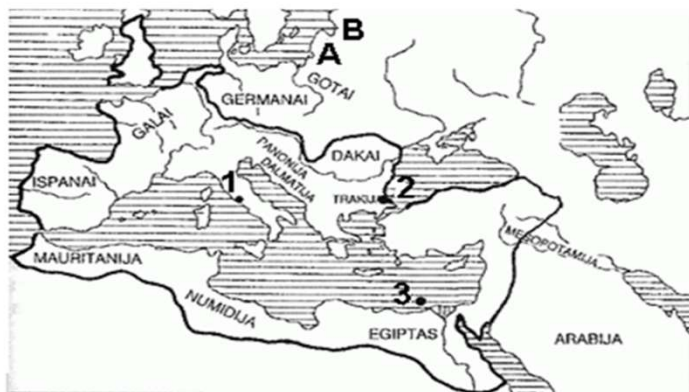 B
A
GOTAI
GERMANAI
GALAI
DAKAI
PANONIJA
DALMATIJA
ISPANAI
1
TRAKIJA
2
MESOPOTAMIJA
MAURITANIJA
NUMIDIJA
3
EGIPTAS
ARABIJA